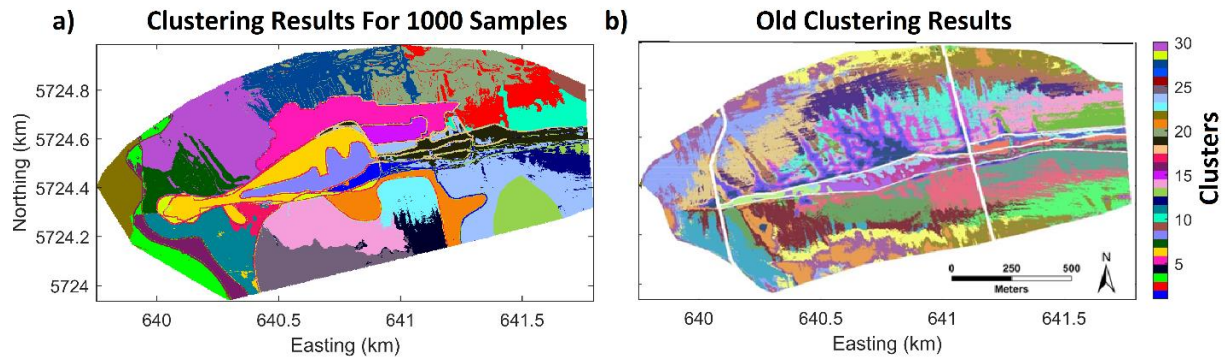 a) Clustering Results For 1000 Samples
Northing (km)
5724.8
5724.6
5724.4
5724.2
5724
640 640.5 641 641.5
Easting (km)
b) Old Clustering Results
0 250 500
Meters
N
640 640.5 641 641.5
Easting (km)
30
25
20
15
10
5
Clusters